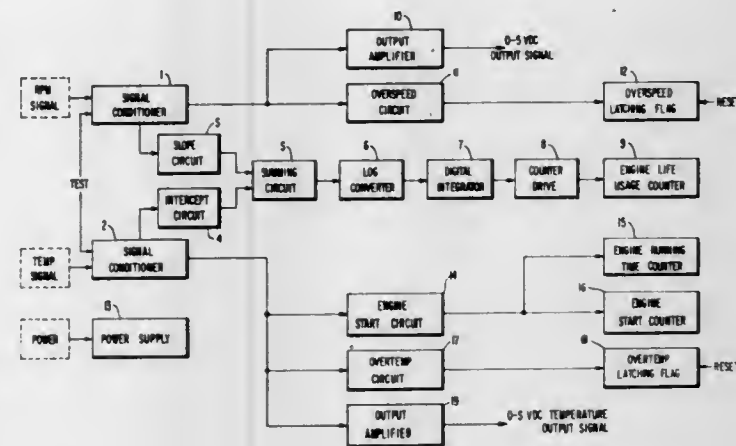 10
OUTPUT
AMPLIFIER
0-5 VDC
OUTPUT SIGNAL
RPM
SIGNAL
1
SIGNAL
CONDITIONER
11
OVERSPEED
CIRCUIT
12
OVERSPEED
LATCHING FLAG
RESET
S
SLOPE
CIRCUIT
TEST
5
SUMMING
CIRCUIT
6
LOG
CONVERTER
7
DIGITAL
INTEGRATOR
8
COUNTER
DRIVE
9
ENGINE LIFE
USAGE COUNTER
INTERCEPT
CIRCUIT
4
2
SIGNAL
CONDITIONER
TEMP
SIGNAL
15
ENGINE RUNNING
TIME COUNTER
14
ENGINE
START CIRCUIT
16
ENGINE
START COUNTER
POWER
13
POWER SUPPLY
17
OVERTEMP
CIRCUIT
18
OVERTEMP
LATCHING FLAG
RESET
19
OUTPUT
AMPLIFIER
0-5 VDC TEMPERATURE
OUTPUT SIGNAL